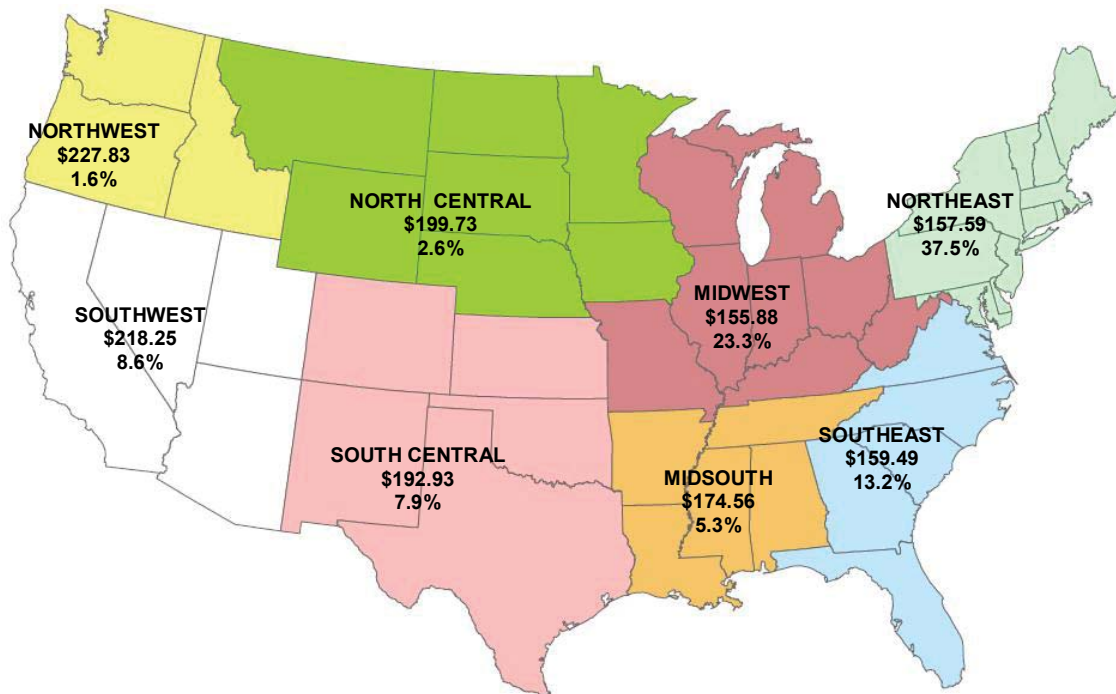 NORTHWEST
$227.83
1.6%
NORTH CENTRAL
$199.73
2.6%
NORTHEAST
$157.59
37.5%
SOUTHWEST
$218.25
8.6%
MIDWEST
$155.88
23.3%
SOUTH CENTRAL
$192.93
7.9%
MIDSOUTH
$174.56
5.3%
SOUTHEAST
$159.49
13.2%